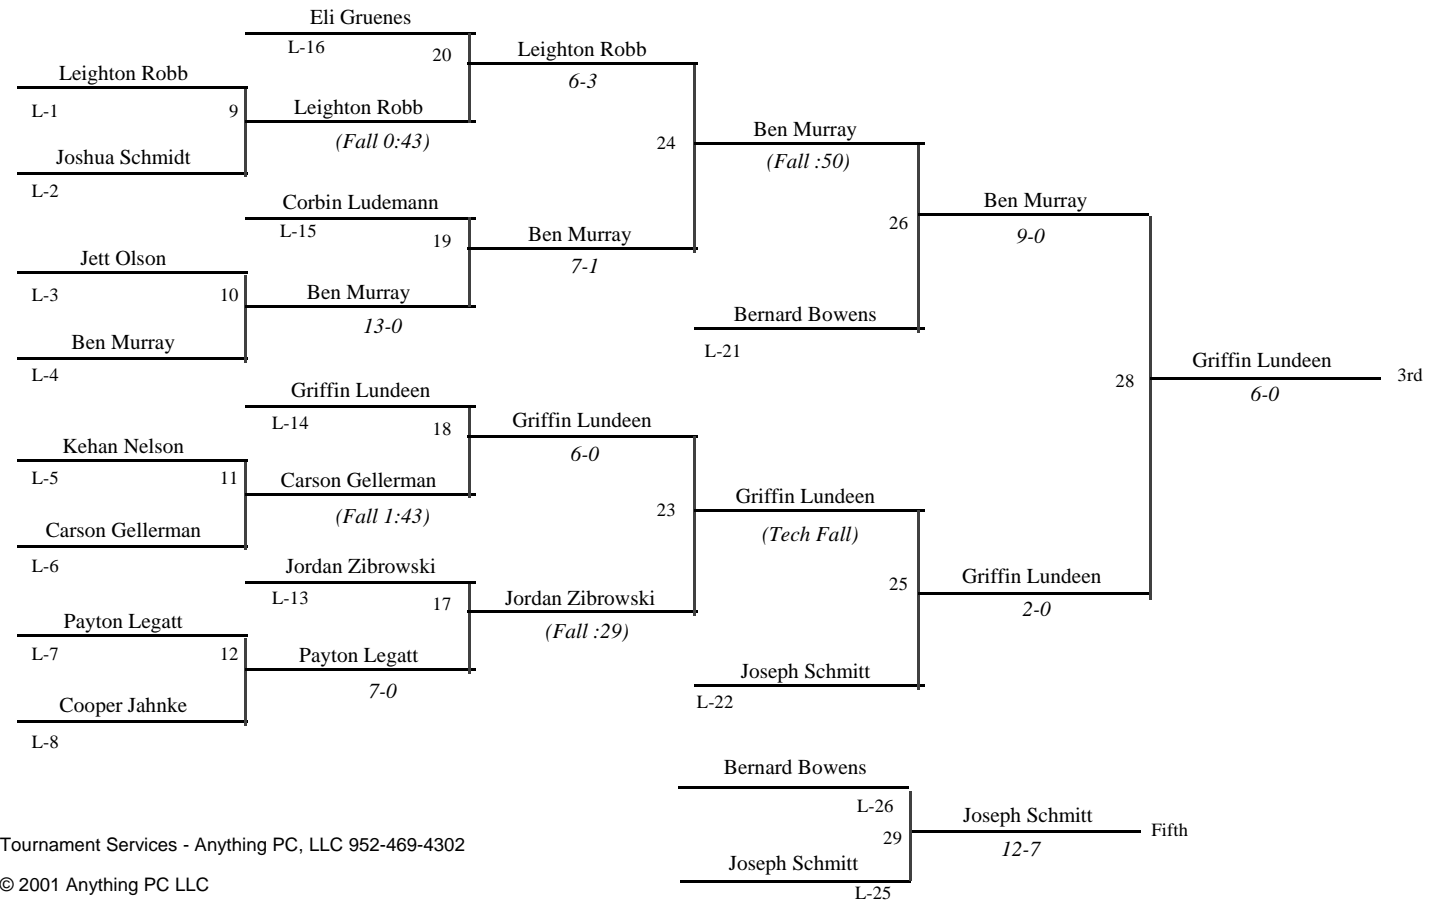 Eli Gruenes
L-16
20
Leighton Robb
6-3
Leighton Robb
L-1
9
Leighton Robb
(Fall 0:43)
24
Ben Murray
(Fall :50)
Joshua Schmidt
L-2
Corbin Ludemann
L-15
19
Ben Murray
7-1
26
Ben Murray
9-0
Jett Olson
L-3
10
Ben Murray
13-0
Bernard Bowens
L-21
Ben Murray
L-4
28
Griffin Lundeen
6-0
3rd
Griffin Lundeen
L-14
18
Griffin Lundeen
6-0
Kehan Nelson
L-5
11
Carson Gellerman
(Fall 1:43)
23
Griffin Lundeen
(Tech Fall)
Carson Gellerman
L-6
Jordan Zibrowski
L-13
17
Jordan Zibrowski
(Fall :29)
25
Griffin Lundeen
2-0
Payton Legatt
L-7
12
Payton Legatt
7-0
Joseph Schmitt
L-22
Cooper Jahnke
L-8
Bernard Bowens
L-26
29
Joseph Schmitt
12-7
Fifth
Joseph Schmitt
L-25
Tournament Services - Anything PC, LLC 952-469-4302
© 2001 Anything PC LLC